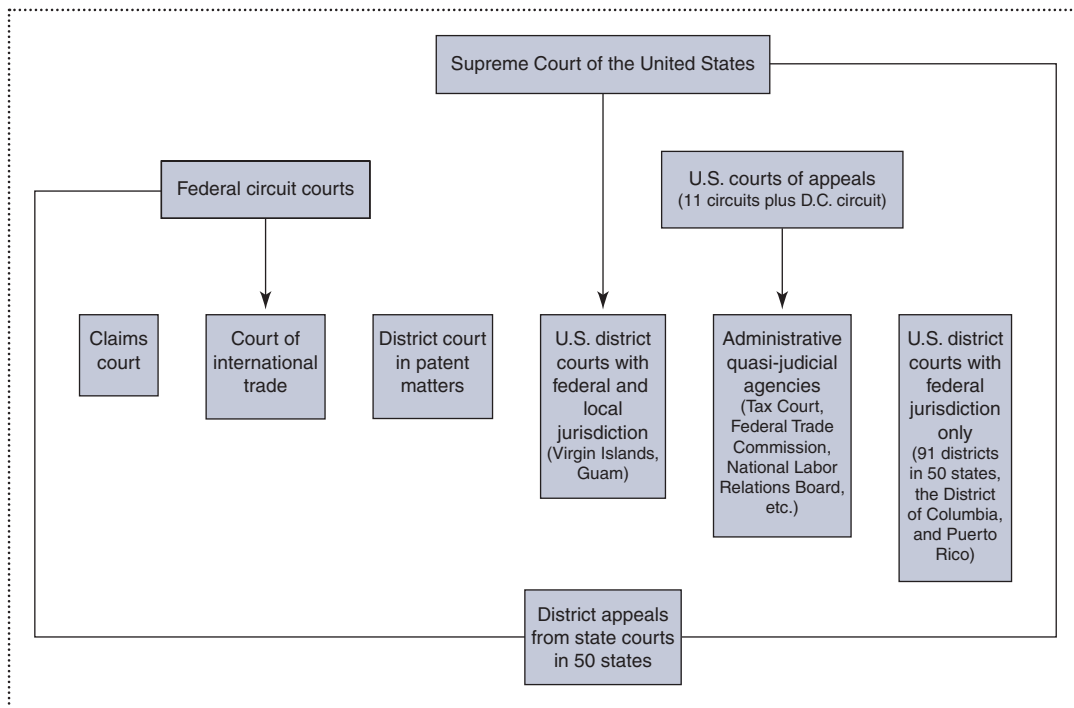 Supreme Court of the United States
Federal circuit courts
U.S. courts of appeals
(11 circuits plus D.C. circuit)
Claims
court
Court of
international
trade
District court
in patent
matters
U.S. district
courts with
federal and
local
jurisdiction
(Virgin Islands,
Guam)
Administrative
quasi-judicial
agencies
(Tax Court,
Federal Trade
Commission,
National Labor
Relations Board,
etc.)
U.S. district
courts with
federal
jurisdiction
only
(91 districts
in 50 states,
the District
of Columbia,
and Puerto
Rico)
District appeals
from state courts
in 50 states